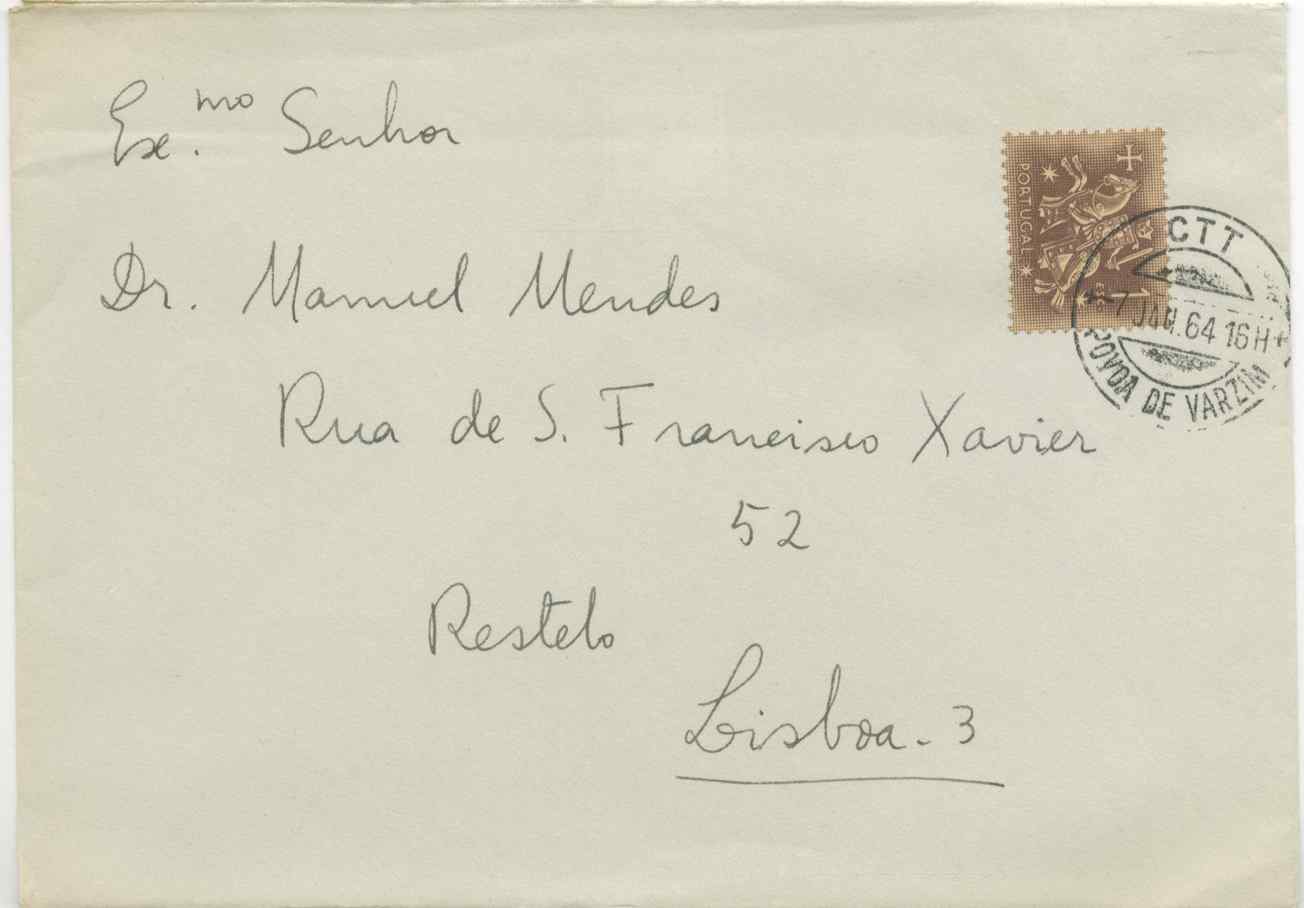 Ex.mo Senhor
Dr. Manuel Mendes
Rua de S. Francisco Xavier
52
Restelo
Lisboa - 3
PORTUGAL
CTT
7 JAN.64 16H
POVOA DE VARZIM